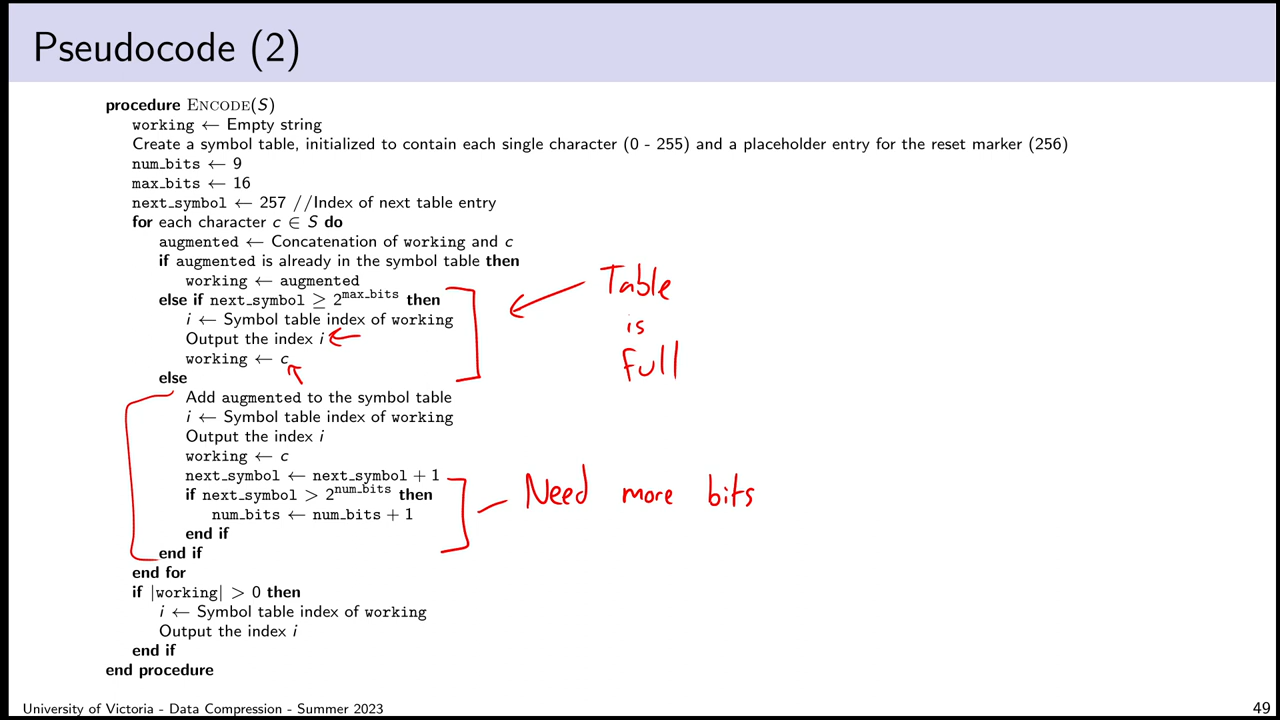 Pseudocode (2)
procedure ENCODE(S)
working ← Empty string
Create a symbol table, initialized to contain each single character (0 - 255) and a placeholder entry for the reset marker (256)
num_bits ← 9
max_bits ← 16
next_symbol ← 257 //Index of next table entry
for each character c ∈ S do
augmented ← Concatenation of working and c
if augmented is already in the symbol table then
working ← augmented
else if next_symbol ≥ 2^max_bits then
i ← Symbol table index of working
Output the index i
working ← c
else
Add augmented to the symbol table
i ← Symbol table index of working
Output the index i
working ← c
next_symbol ← next_symbol + 1
if next_symbol > 2^num_bits then
num_bits ← num_bits + 1
end if
end if
end for
if |working| > 0 then
i ← Symbol table index of working
Output the index i
end if
end procedure
Table
is
full
Need more bits
University of Victoria - Data Compression - Summer 2023
49